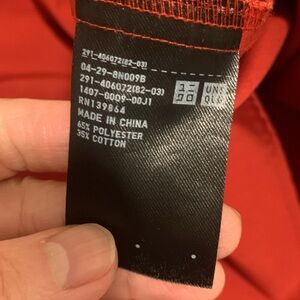 291-406072(82-03)
04-29-8N009B
291-406072(82-03)
1407-0009-00J1
RN139864
MADE IN CHINA
65% POLYESTER
35% COTTON
ユニ
クロ
UNI
QLO